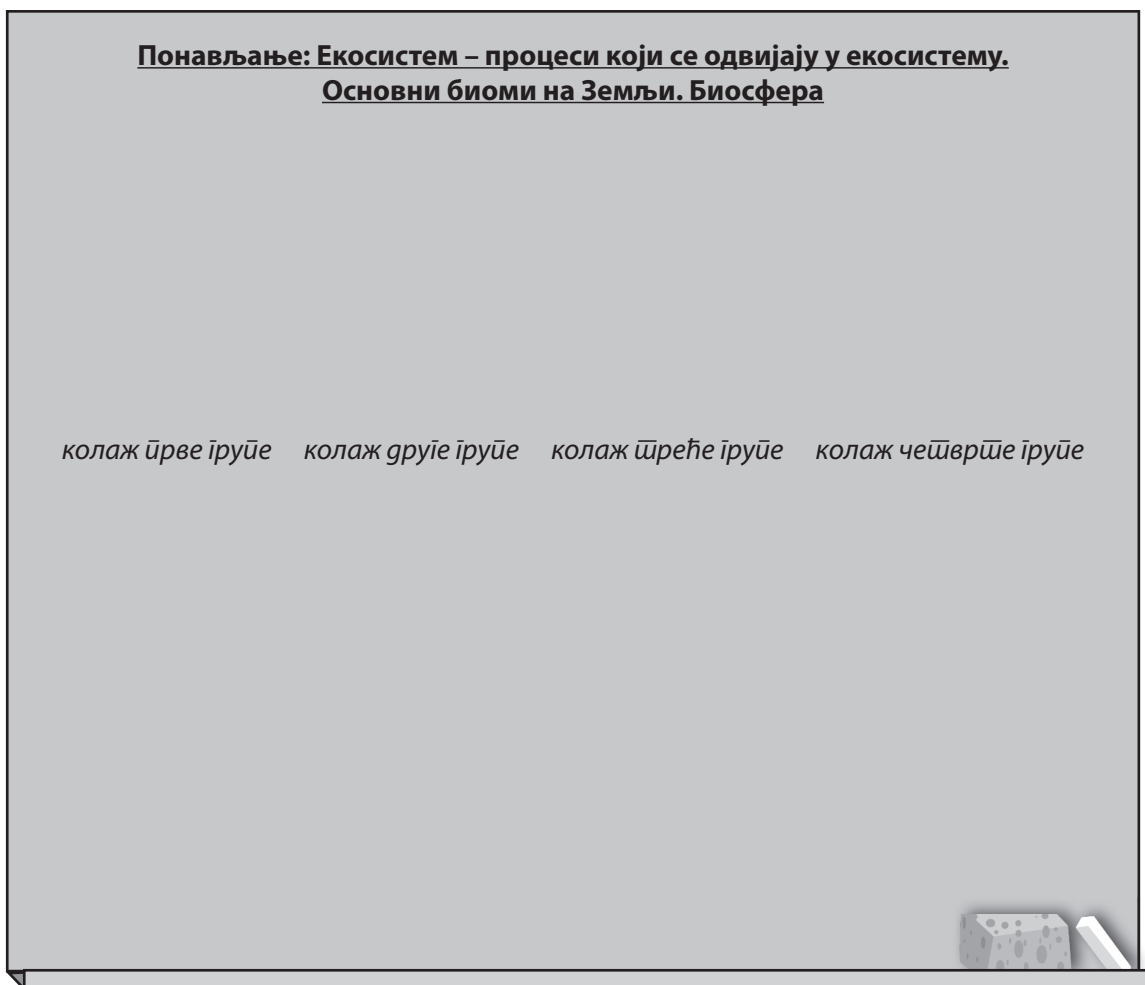 Понављање: Екосистем – процеси који се одвијају у екосистему.
Основни биоми на Земљи. Биосфера
колаж прве групе колаж друге групе колаж треће групе колаж четврте групе